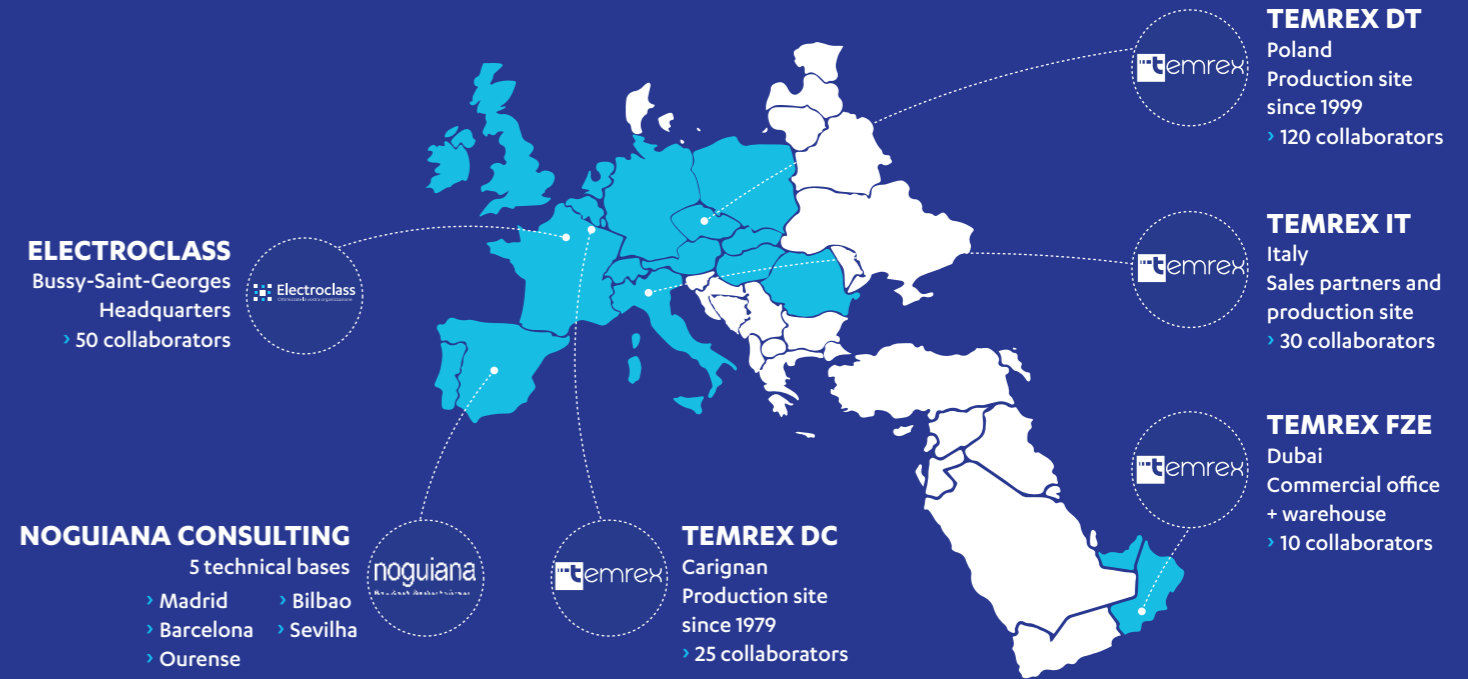 TEMREX DT
temrex
Poland
Production site
since 1999
› 120 collaborators
TEMREX IT
temrex
Italy
Sales partners and
production site
› 30 collaborators
ELECTROCLASS
Bussy-Saint-Georges
Headquarters
› 50 collaborators
Electroclass
TEMREX FZE
temrex
Dubai
Commercial office
+ warehouse
› 10 collaborators
NOGUIANA CONSULTING
5 technical bases
› Madrid
› Barcelona
› Ourense
› Bilbao
› Sevilha
noguiana
temrex
TEMREX DC
Carignan
Production site
since 1979
› 25 collaborators